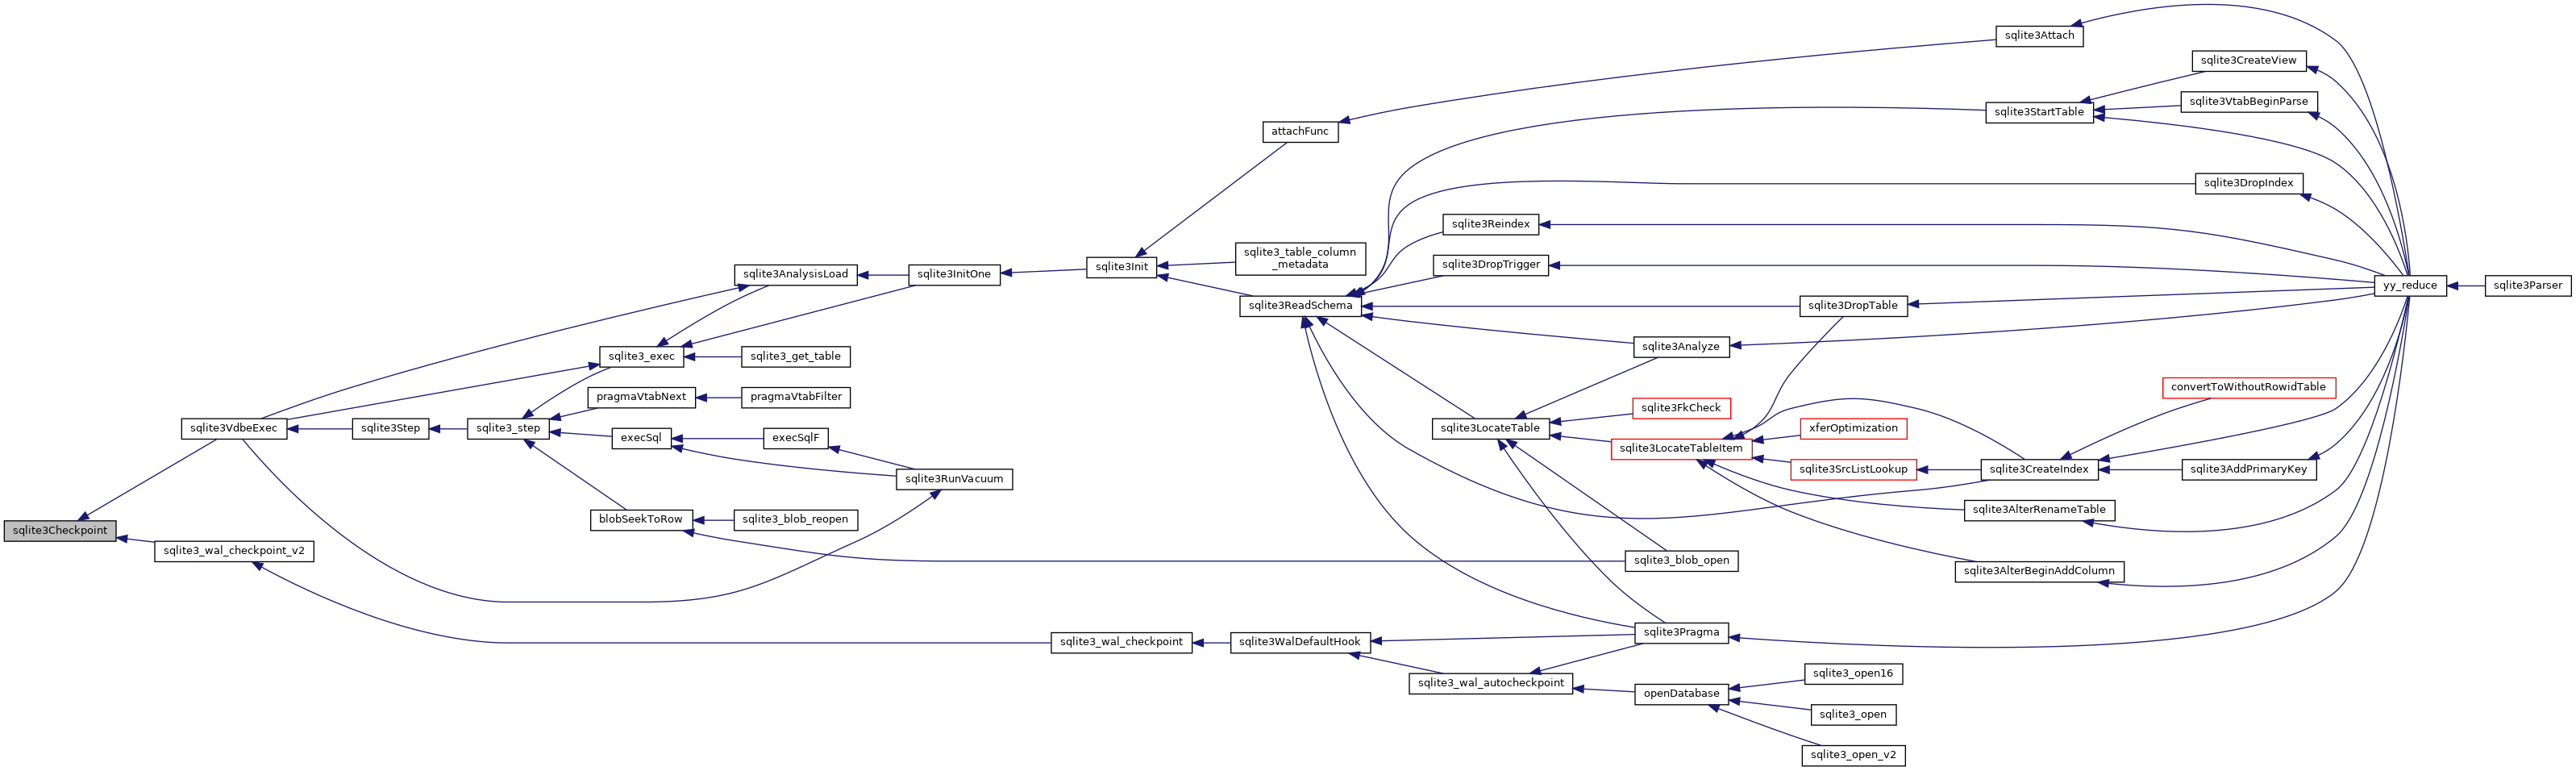 sqlite3Checkpoint
sqlite3VdbeExec
sqlite3AnalysisLoad
sqlite3InitOne
sqlite3Init
attachFunc
sqlite3Attach
yy_reduce
sqlite3Parser
sqlite3_table_column
_metadata
sqlite3ReadSchema
sqlite3StartTable
sqlite3CreateView
sqlite3VtabBeginParse
sqlite3DropIndex
sqlite3Reindex
sqlite3DropTrigger
sqlite3DropTable
sqlite3Analyze
sqlite3LocateTable
sqlite3FkCheck
sqlite3LocateTableItem
xferOptimization
sqlite3SrcListLookup
sqlite3CreateIndex
convertToWithoutRowidTable
sqlite3AddPrimaryKey
sqlite3AlterRenameTable
sqlite3AlterBeginAddColumn
sqlite3_blob_open
sqlite3Pragma
sqlite3_exec
sqlite3_get_table
sqlite3Step
sqlite3_step
pragmaVtabNext
pragmaVtabFilter
execSql
execSqlF
sqlite3RunVacuum
blobSeekToRow
sqlite3_blob_reopen
sqlite3_wal_checkpoint_v2
sqlite3_wal_checkpoint
sqlite3WalDefaultHook
sqlite3_wal_autocheckpoint
openDatabase
sqlite3_open16
sqlite3_open
sqlite3_open_v2